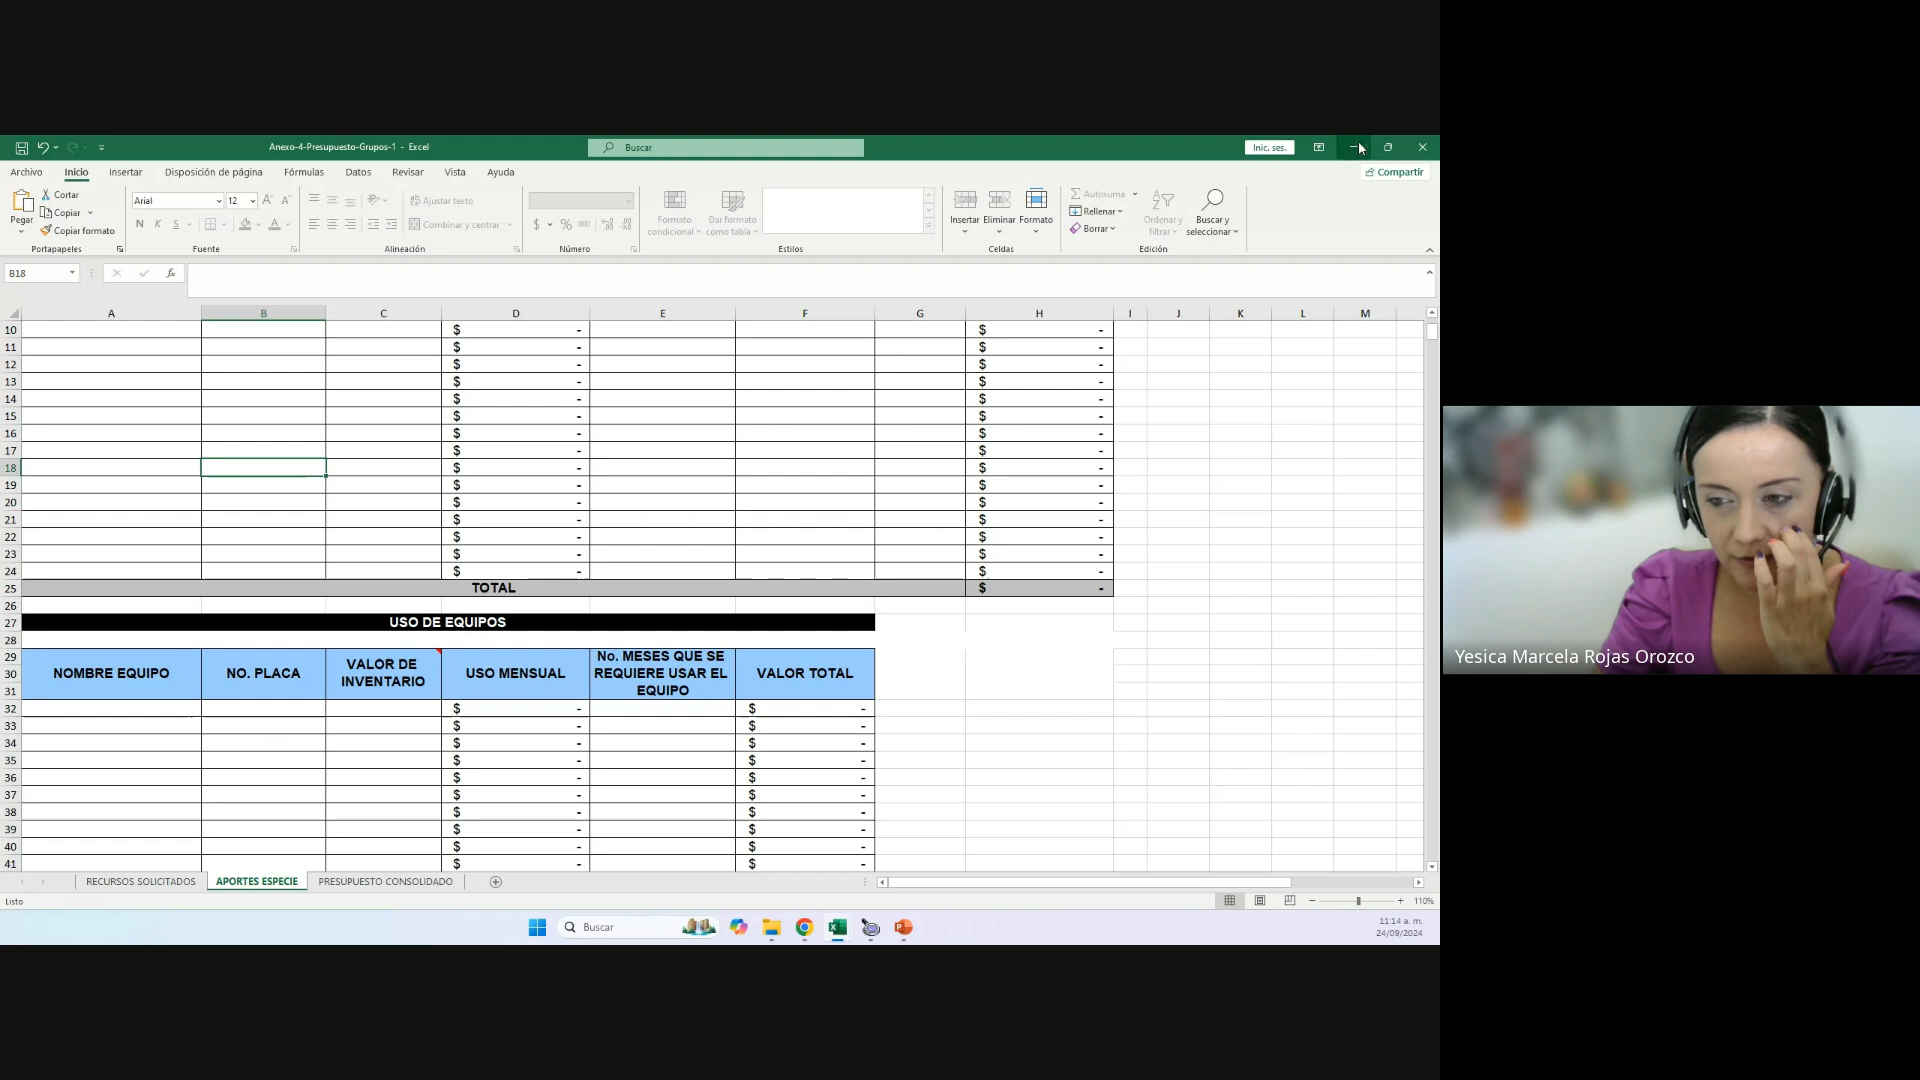 Anexo-4-Presupuesto-Grupos-1 - Excel
Buscar
Inic. ses.
Archivo Inicio Insertar Disposición de página Fórmulas Datos Revisar Vista Ayuda
Compartir
Pegar
Cortar
Copiar
Copiar formato
Portapapeles
Arial 12
N K S
Fuente
Ajustar texto
Combinar y centrar
Alineación
$ % 000
Número
Formato condicional
Dar formato como tabla
Estilos
Insertar Eliminar Formato
Celdas
Autosuma
Rellenar
Borrar
Ordenar y filtrar
Buscar y seleccionar
Edición
B18
fx
A B C D E F G H I J K L M
10 $ - $ -
11 $ - $ -
12 $ - $ -
13 $ - $ -
14 $ - $ -
15 $ - $ -
16 $ - $ -
17 $ - $ -
18 $ - $ -
19 $ - $ -
20 $ - $ -
21 $ - $ -
22 $ - $ -
23 $ - $ -
24 $ - $ -
25 TOTAL $ -
26
27 USO DE EQUIPOS
28
29
30
31
NOMBRE EQUIPO
NO. PLACA
VALOR DE
INVENTARIO
USO MENSUAL
No. MESES QUE SE
REQUIERE USAR EL
EQUIPO
VALOR TOTAL
32 $ - $ -
33 $ - $ -
34 $ - $ -
35 $ - $ -
36 $ - $ -
37 $ - $ -
38 $ - $ -
39 $ - $ -
40 $ - $ -
41 $ - $ -
RECURSOS SOLICITADOS APORTES ESPECIE PRESUPUESTO CONSOLIDADO
Listo
110%
Buscar
11:14 a. m.
24/09/2024
Yesica Marcela Rojas Orozco